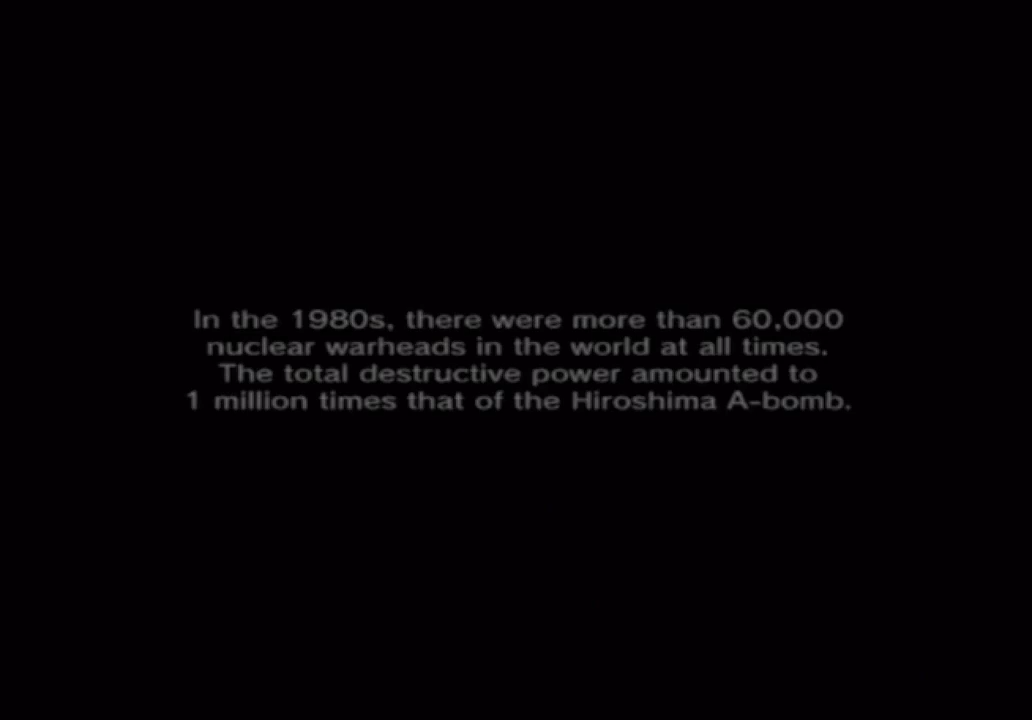 In the 1980s, there were more than 60,000
nuclear warheads in the world at all times.
The total destructive power amounted to
1 million times that of the Hiroshima A-bomb.